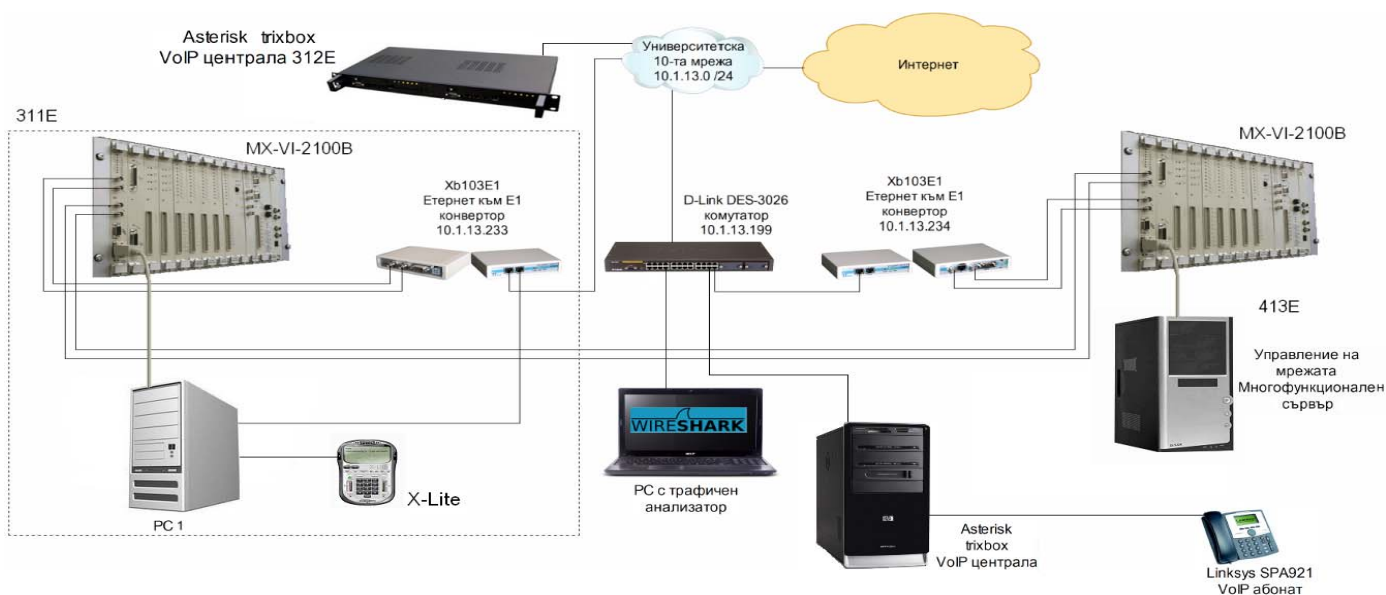 Asterisk trixbox
VoIP централа 312E
Университетска
10-та мрежа
10.1.13.0 /24
Интернет
311E
MX-VI-2100B
Xb103E1
Етернет към E1
конвертор
10.1.13.233
D-Link DES-3026
комутатор
10.1.13.199
Xb103E1
Етернет към E1
конвертор
10.1.13.234
MX-VI-2100B
413E
Управление на
мрежата
Многофункционален
сървър
WIRESHARK
PC 1
X-Lite
PC с трафичен
анализатор
Asterisk
trixbox
VoIP централа
Linksys SPA921
VoIP абонат